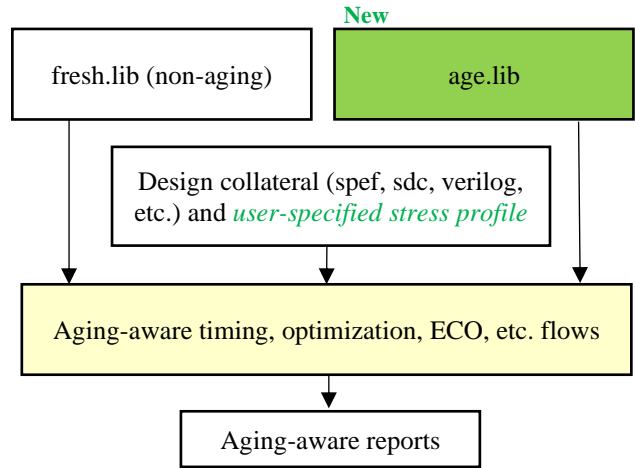 New
fresh.lib (non-aging)
age.lib
Design collateral (spef, sdc, verilog,
etc.) and user-specified stress profile
Aging-aware timing, optimization, ECO, etc. flows
Aging-aware reports